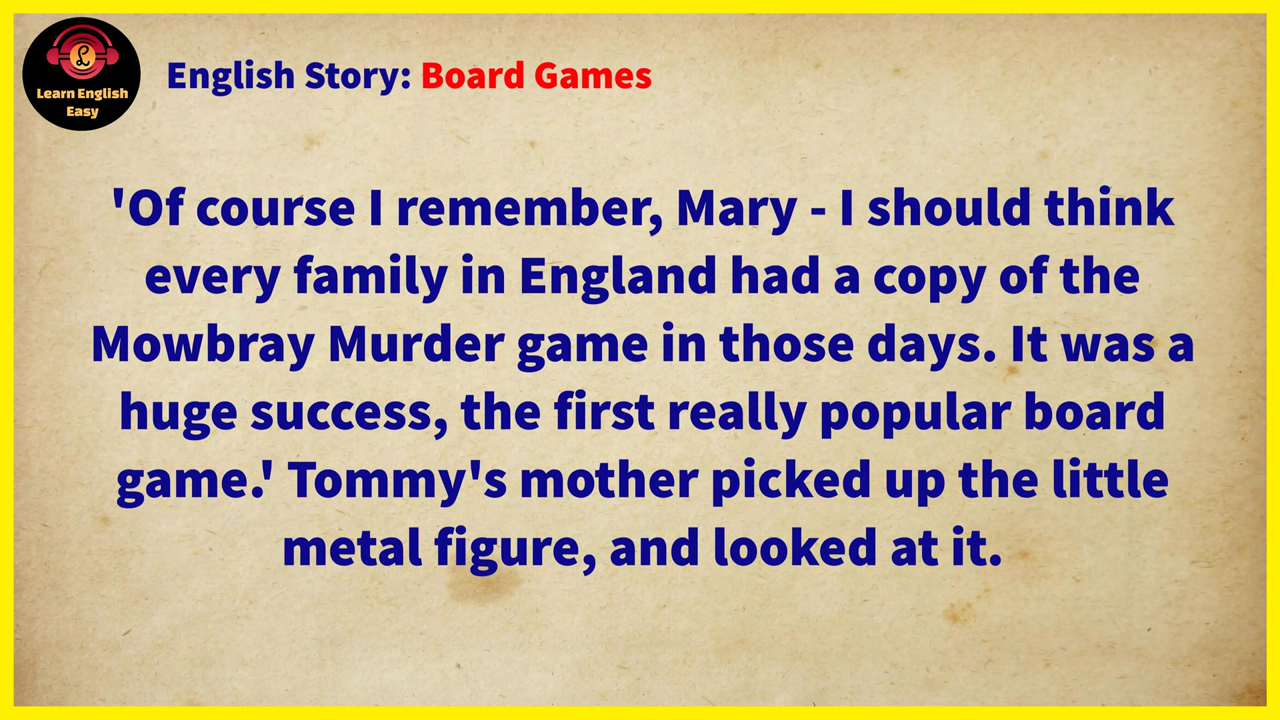 Learn English
Easy
English Story: Board Games
'Of course I remember, Mary - I should think
every family in England had a copy of the
Mowbray Murder game in those days. It was a
huge success, the first really popular board
game.' Tommy's mother picked up the little
metal figure, and looked at it.